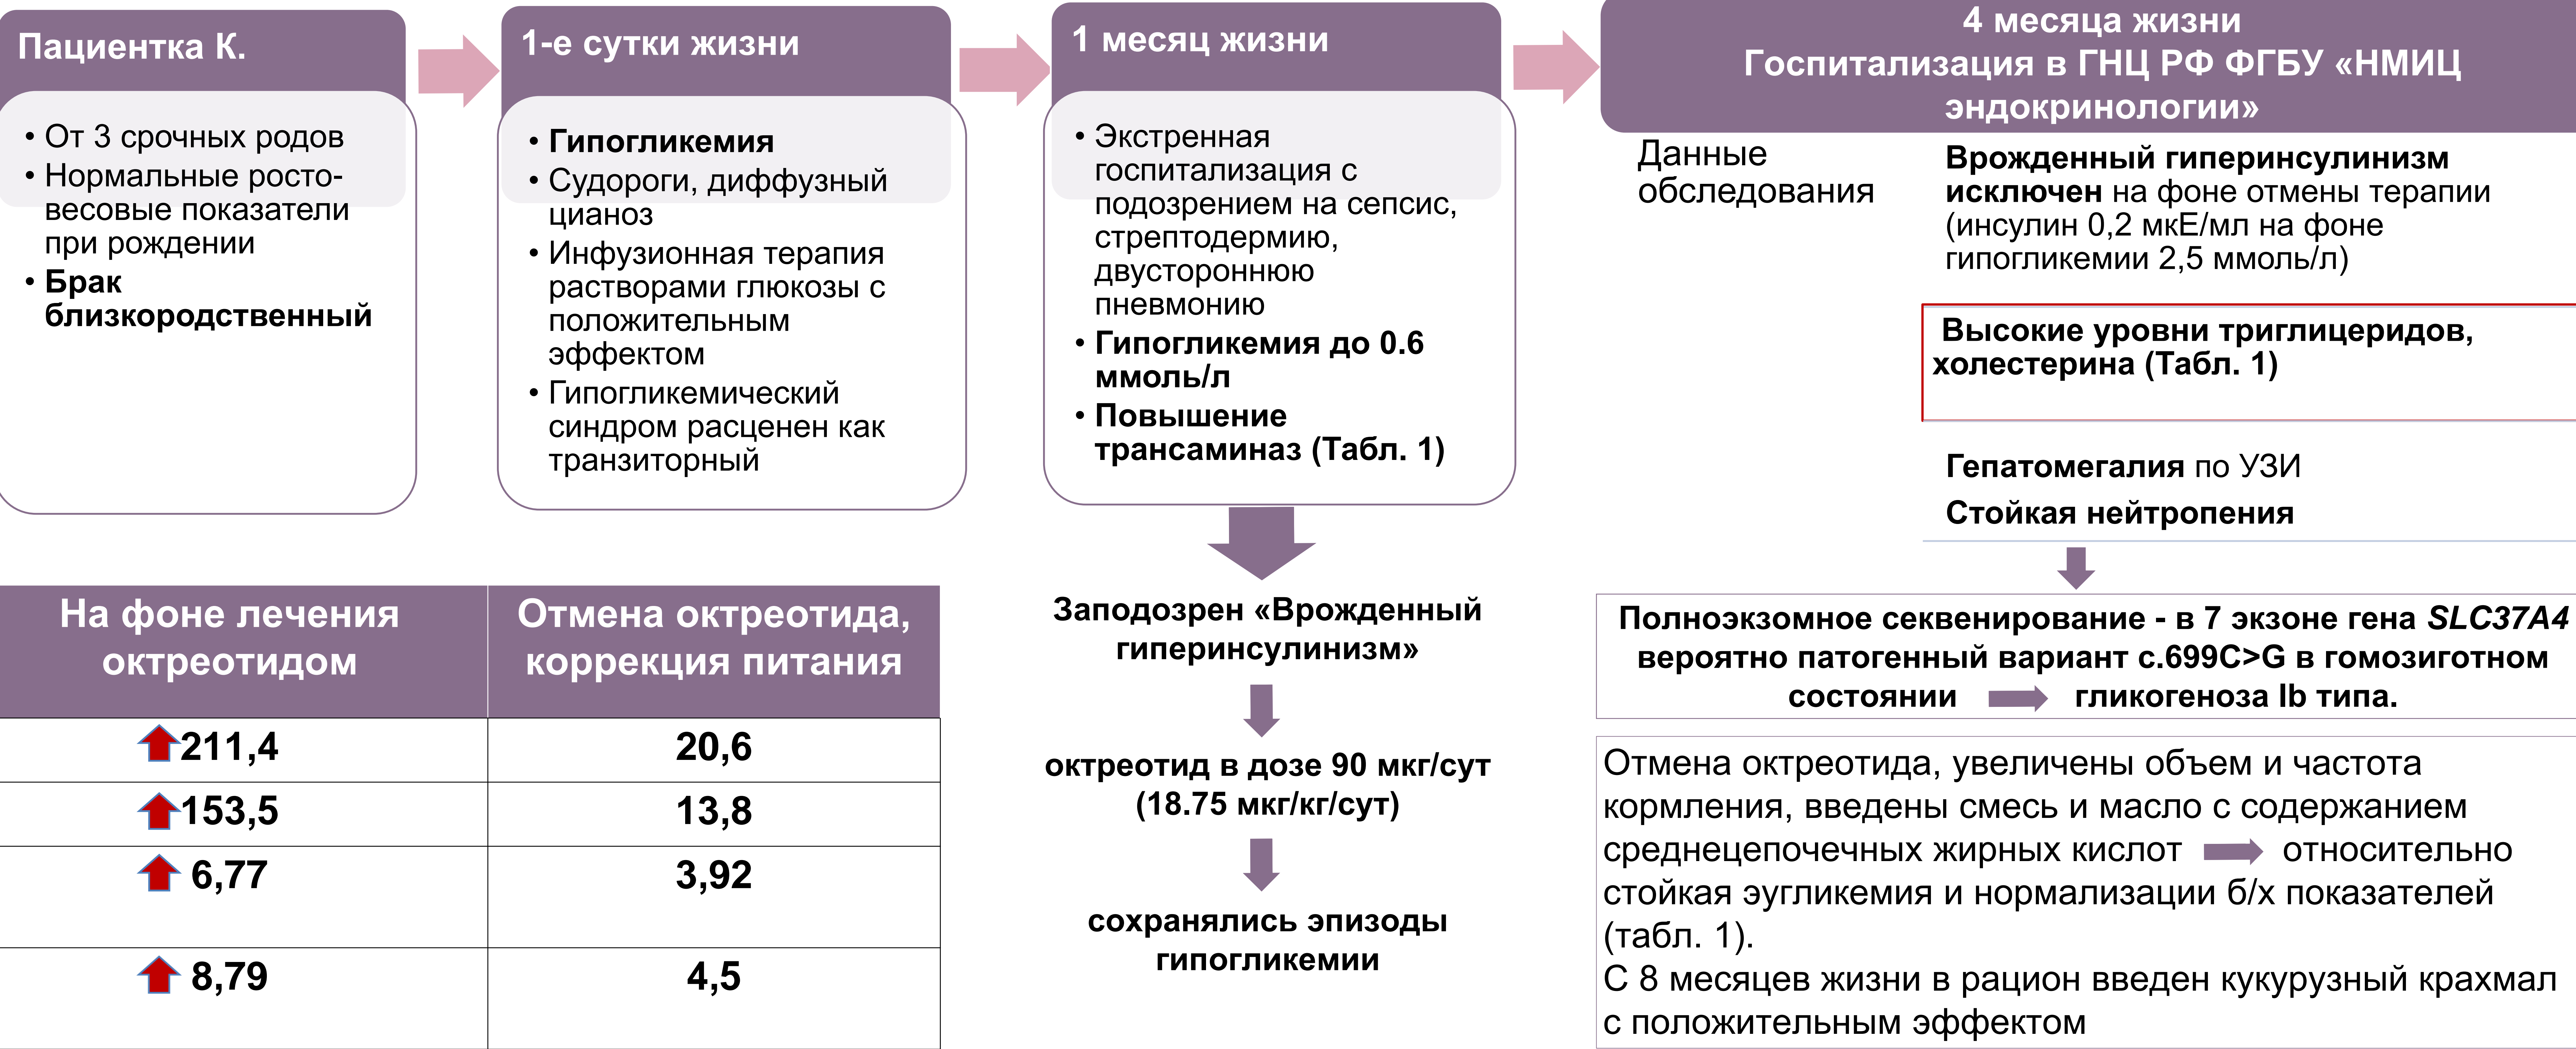 Пациентка К.
• От 3 срочных родов
• Нормальные росто-
весовые показатели
при рождении
• Брак
близкородственный
1-е сутки жизни
• Гипогликемия
• Судороги, диффузный
цианоз
• Инфузионная терапия
растворами глюкозы с
положительным
эффектом
• Гипогликемический
синдром расценен как
транзиторный
1 месяц жизни
• Экстренная
госпитализация с
подозрением на сепсис,
стрептодермию,
двустороннюю
пневмонию
• Гипогликемия до 0.6
ммоль/л
• Повышение
трансаминаз (Табл. 1)
Заподозрен «Врожденный
гиперинсулинизм»
октреотид в дозе 90 мкг/сут
(18.75 мкг/кг/сут)
сохранялись эпизоды
гипогликемии
4 месяца жизни
Госпитализация в ГНЦ РФ ФГБУ «НМИЦ
эндокринологии»
Данные
обследования
Врожденный гиперинсулинизм
исключен на фоне отмены терапии
(инсулин 0,2 мкЕ/мл на фоне
гипогликемии 2,5 ммоль/л)
Высокие уровни триглицеридов,
холестерина (Табл. 1)
Гепатомегалия по УЗИ
Стойкая нейтропения
Полноэкзомное секвенирование - в 7 экзоне гена SLC37A4
вероятно патогенный вариант c.699C>G в гомозиготном
состоянии гликогеноза Ib типа.
Отмена октреотида, увеличены объем и частота
кормления, введены смесь и масло с содержанием
среднецепочечных жирных кислот относительно
стойкая эугликемия и нормализации б/х показателей
(табл. 1).
С 8 месяцев жизни в рацион введен кукурузный крахмал
с положительным эффектом
На фоне лечения
октреотидом
Отмена октреотида,
коррекция питания
211,4 20,6
153,5 13,8
6,77 3,92
8,79 4,5